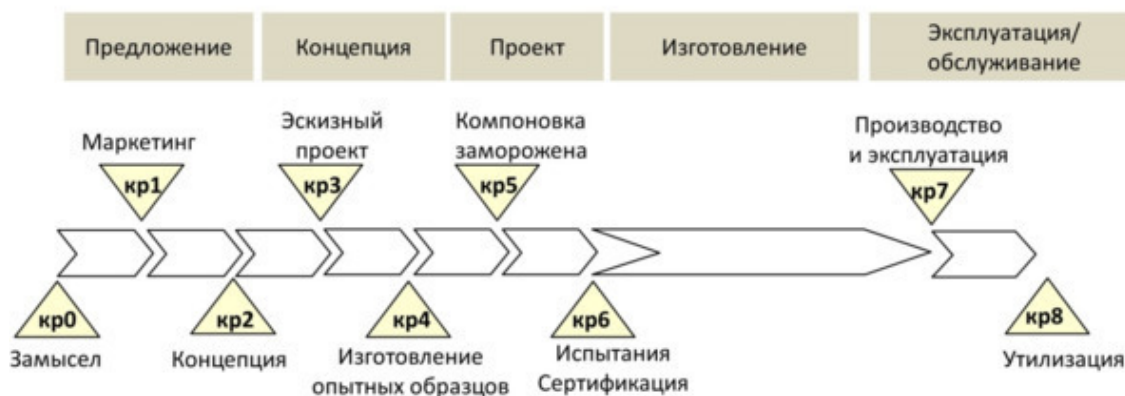 Предложение
Концепция
Проект
Изготовление
Эксплуатация/
обслуживание
Маркетинг
Эскизный
проект
Компоновка
заморожена
Производство
и эксплуатация
кр1
кр3
кр5
кр7
кр0
кр2
кр4
кр6
кр8
Замысел
Концепция
Изготовление
опытных образцов
Испытания
Сертификация
Утилизация